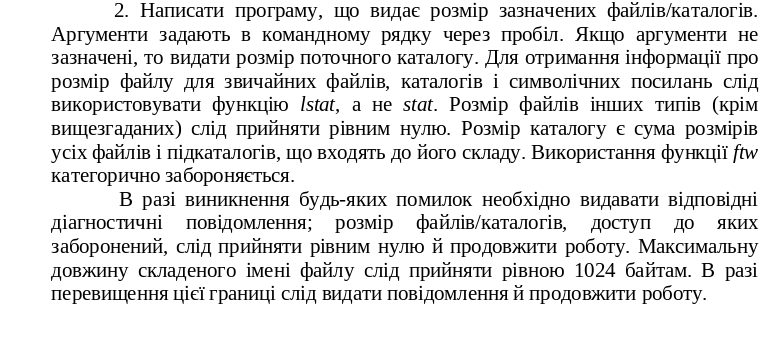 2. Написати програму, що видає розмір зазначених файлів/каталогів.
Аргументи задають в командному рядку через пробіл. Якщо аргументи не
зазначені, то видати розмір поточного каталогу. Для отримання інформації про
розмір файлу для звичайних файлів, каталогів і символічних посилань слід
використовувати функцію lstat, а не stat. Розмір файлів інших типів (крім
вищезгаданих) слід прийняти рівним нулю. Розмір каталогу є сума розмірів
усіх файлів і підкаталогів, що входять до його складу. Використання функції ftw
категорично забороняється.
В разі виникнення будь-яких помилок необхідно видавати відповідні
діагностичні повідомлення; розмір файлів/каталогів, доступ до яких
заборонений, слід прийняти рівним нулю й продовжити роботу. Максимальну
довжину складеного імені файлу слід прийняти рівною 1024 байтам. В разі
перевищення цієї границі слід видати повідомлення й продовжити роботу.